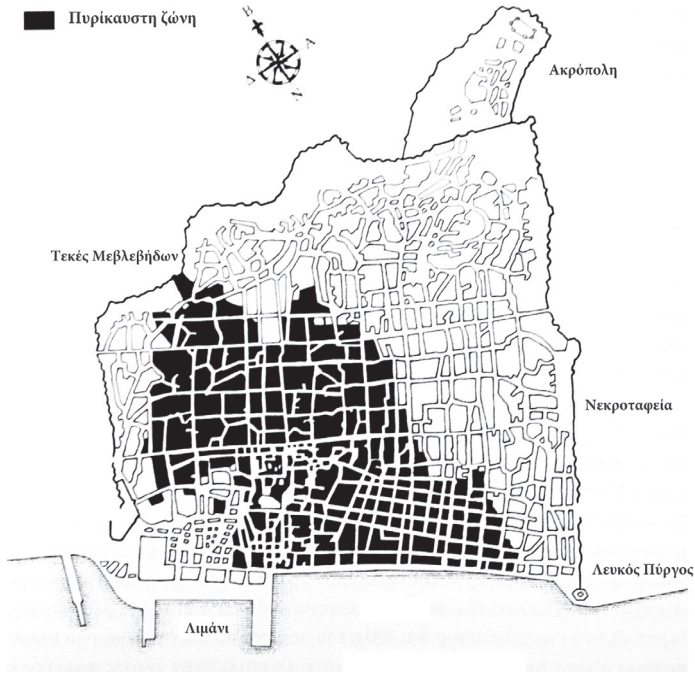 Πυρίκαυστη ζώνη
Β
Α
Δ
Ν
Ακρόπολη
Τεκές Μεβλεβήδων
Νεκροταφεία
Λευκός Πύργος
Λιμάνι